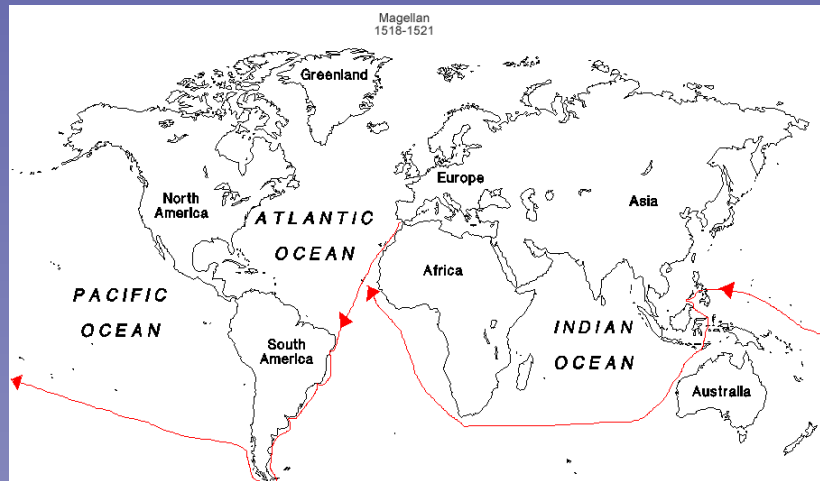 Magellan
1518-1521
Greenland
Europe
North
America
Asia
ATLANTIC
OCEAN
Africa
PACIFIC
OCEAN
INDIAN
OCEAN
South
America
Australia